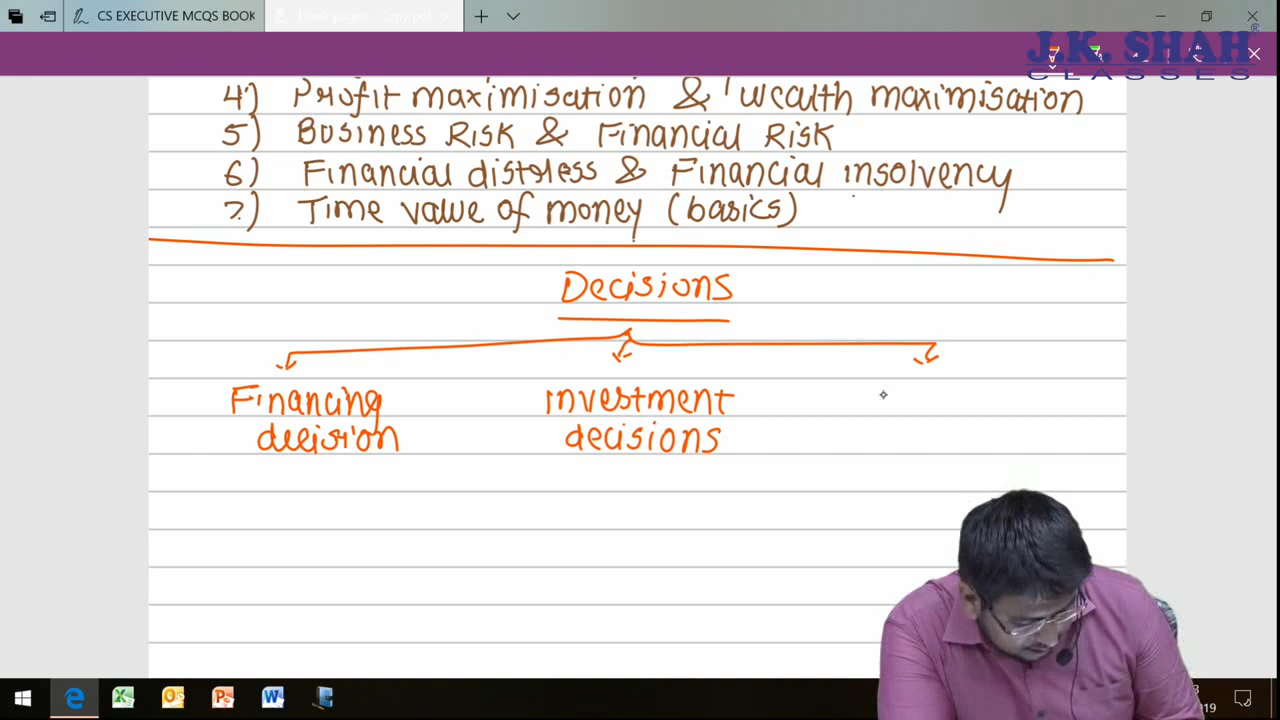 CS EXECUTIVE MCQS BOOK
J.K. SHAH®
CLASSES
4) Profit maximisation & wealth maximisation
5) Business Risk & Financial Risk
6) Financial distress & Financial insolvency
7) Time value of money (basics)
Decisions
Financing investment
decision decisions